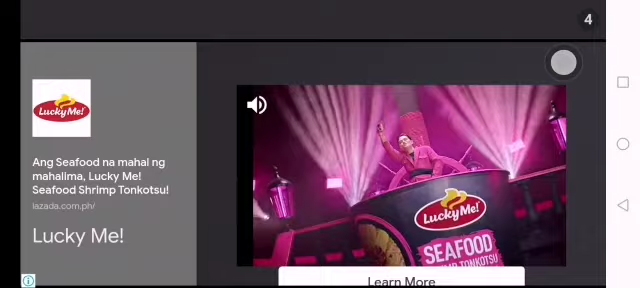 4
Lucky Me!
Ang Seafood na mahal ng
mahalima, Lucky Me!
Seafood Shrimp Tonkotsu!
lazada.com.ph/
Lucky Me!
Lucky Me!
SEAFOOD
TONKOTSU
Learn More